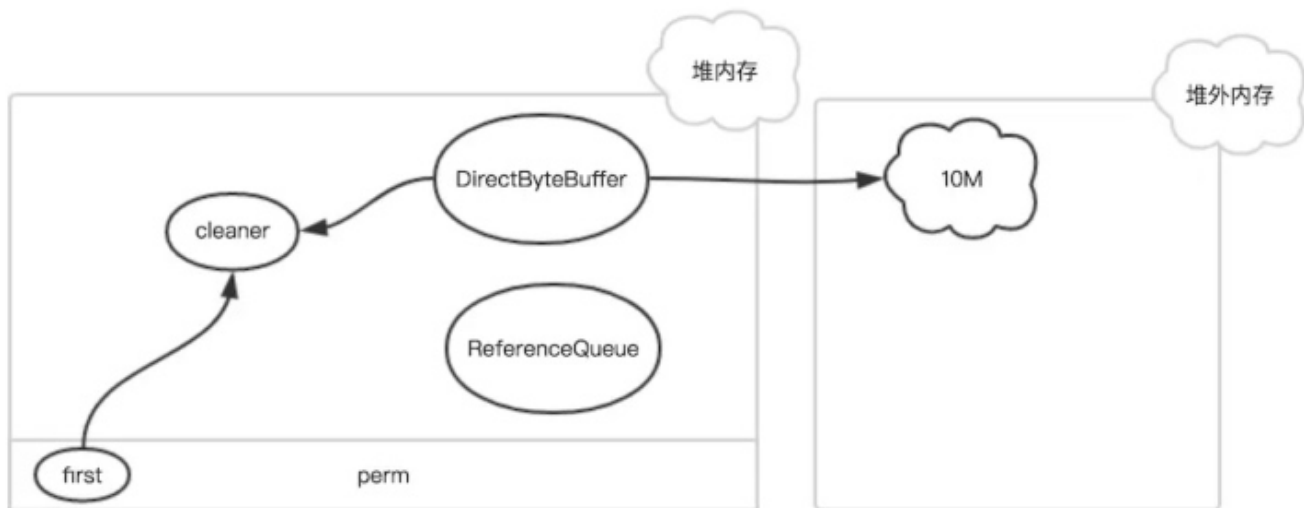 堆内存
堆外内存
DirectByteBuffer
10M
cleaner
ReferenceQueue
first
perm